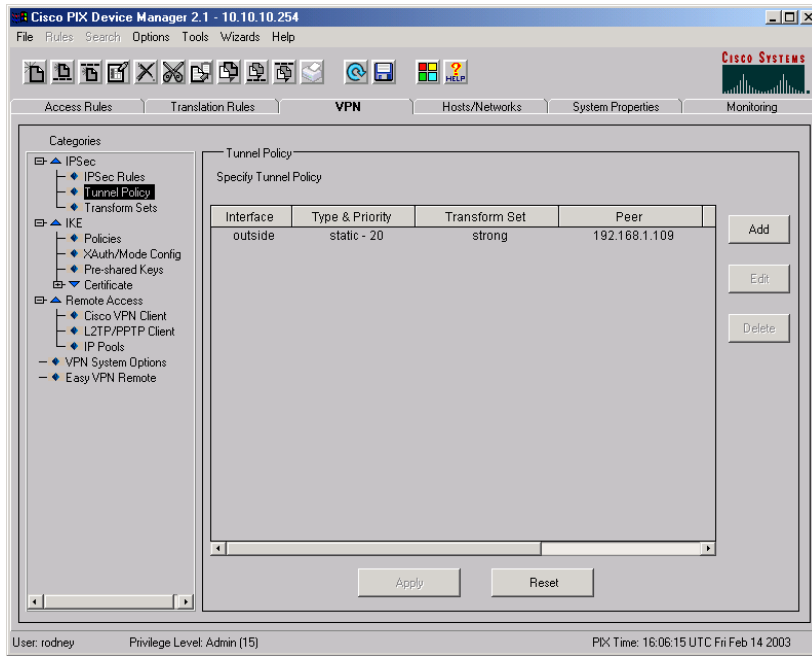 Cisco PIX Device Manager 2.1 - 10.10.10.254
File Rules Search Options Tools Wizards Help
HELP
CISCO SYSTEMS
Access Rules Translation Rules VPN Hosts/Networks System Properties Monitoring
Categories
IPSec
IPSec Rules
Tunnel Policy
Transform Sets
IKE
Policies
XAuth/Mode Config
Pre-shared Keys
Certificate
Remote Access
Cisco VPN Client
L2TP/PPTP Client
IP Pools
VPN System Options
Easy VPN Remote
Tunnel Policy
Specify Tunnel Policy
Interface Type & Priority Transform Set Peer
outside static - 20 strong 192.168.1.109
Add
Edit
Delete
Apply Reset
User: rodney Privilege Level: Admin (15) PIX Time: 16:06:15 UTC Fri Feb 14 2003